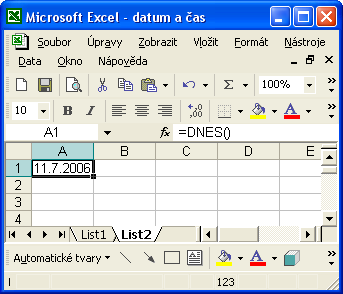 Microsoft Excel - datum a čas
Soubor Úpravy Zobrazit Vložit Formát Nástroje
Data Okno Nápověda
Σ 100%
10 B
A1 fx =DNES()
A B C D E
1 11.7.2006
2
3
4
List1 List2
Automatické tvary A
123